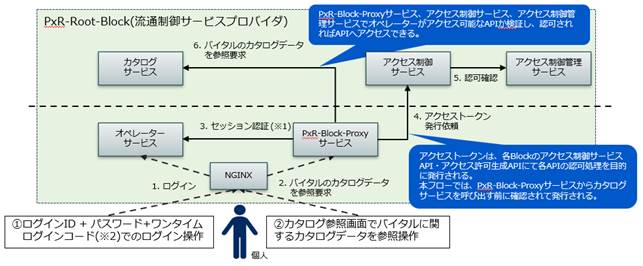 PxR-Root-Block(流通制御サービスプロバイダ)
PxR-Block-Proxyサービス、アクセス制御サービス、アクセス制御管
理サービスでオペレーターがアクセス可能なAPIか検証し、認可さ
れればAPIへアクセスできる。
6. バイタルのカタログデータ
を参照要求
カタログ
サービス
アクセス制御
サービス
アクセス制御管理
サービス
5. 認可確認
4. アクセストークン
発行依頼
オペレーター
サービス
3. セッション認証(※1)
PxR-Block-Proxy
サービス
アクセストークンは、各Blockのアクセス制御サービス
API・アクセス許可生成APIにて各APIの認可処理を目的
に発行される。
本フローでは、PxR-Block-Proxyサービスからカタログ
サービスを呼び出す前に確認されて発行される。
1. ログイン
NGINX
2. バイタルのカタログデータ
を参照要求
①ログインID + パスワード+ワンタイム
ログインコード(※2)でのログイン操作
②カタログ参照画面でバイタルに関
するカタログデータを参照操作
個人